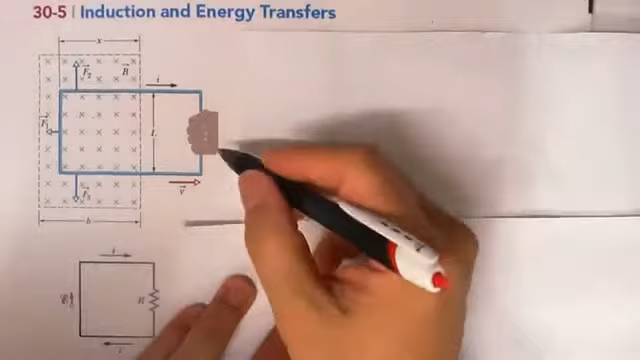 30-5 | Induction and Energy Transfers
x
F₂
B
i
F₁
L
v
F₃
b
i
R
i